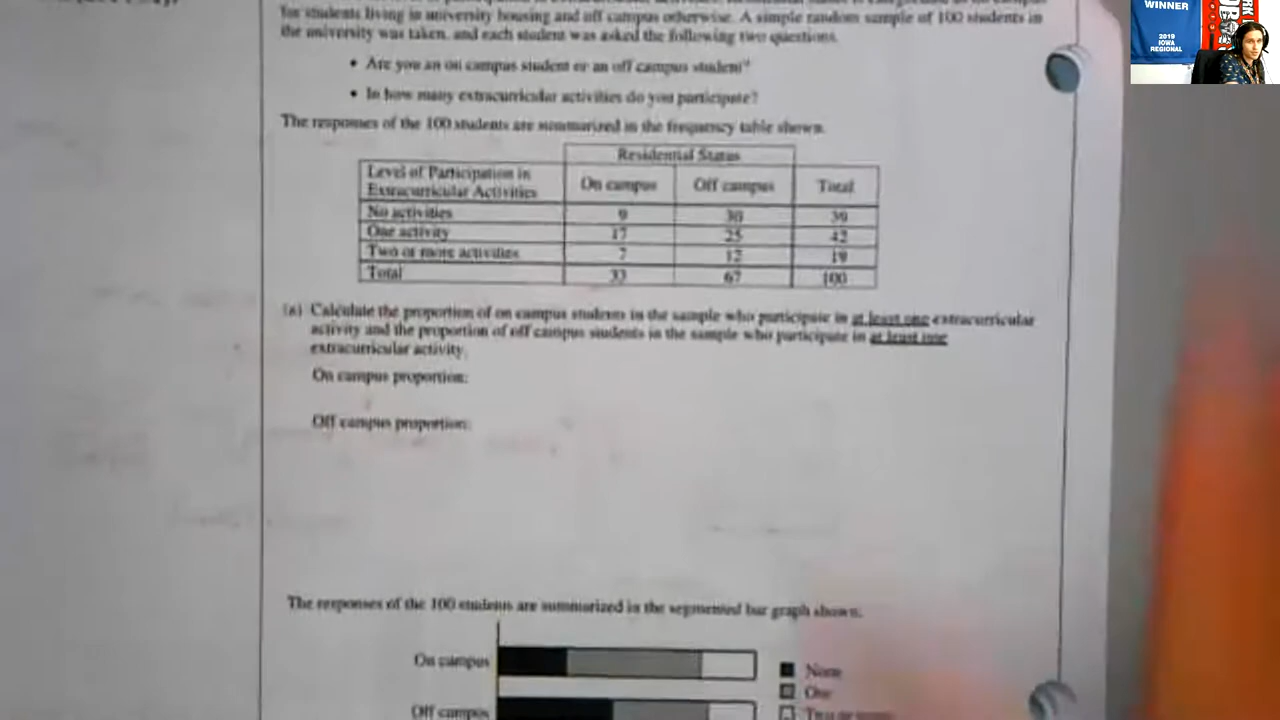 for students living in university housing and off campus otherwise. A simple random sample of 100 students in
the university was taken, and each student was asked the following two questions.
• Are you an on campus student or an off campus student?
• In how many extracurricular activities do you participate?
The responses of the 100 students are summarized in the frequency table shown.
Residential Status
Level of Participation in Extracurricular Activities On campus Off campus Total
No activities 9 30 39
One activity 17 25 42
Two or more activities 7 12 19
Total 33 67 100
(a) Calculate the proportion of on campus students in the sample who participate in at least one extracurricular
activity and the proportion of off campus students in the sample who participate in at least one
extracurricular activity.
On campus proportion:
Off campus proportion:
The responses of the 100 students are summarized in the segmented bar graph shown.
On campus
None
One
Off campus
Two or more
WINNER
2019
IOWA
REGIONAL